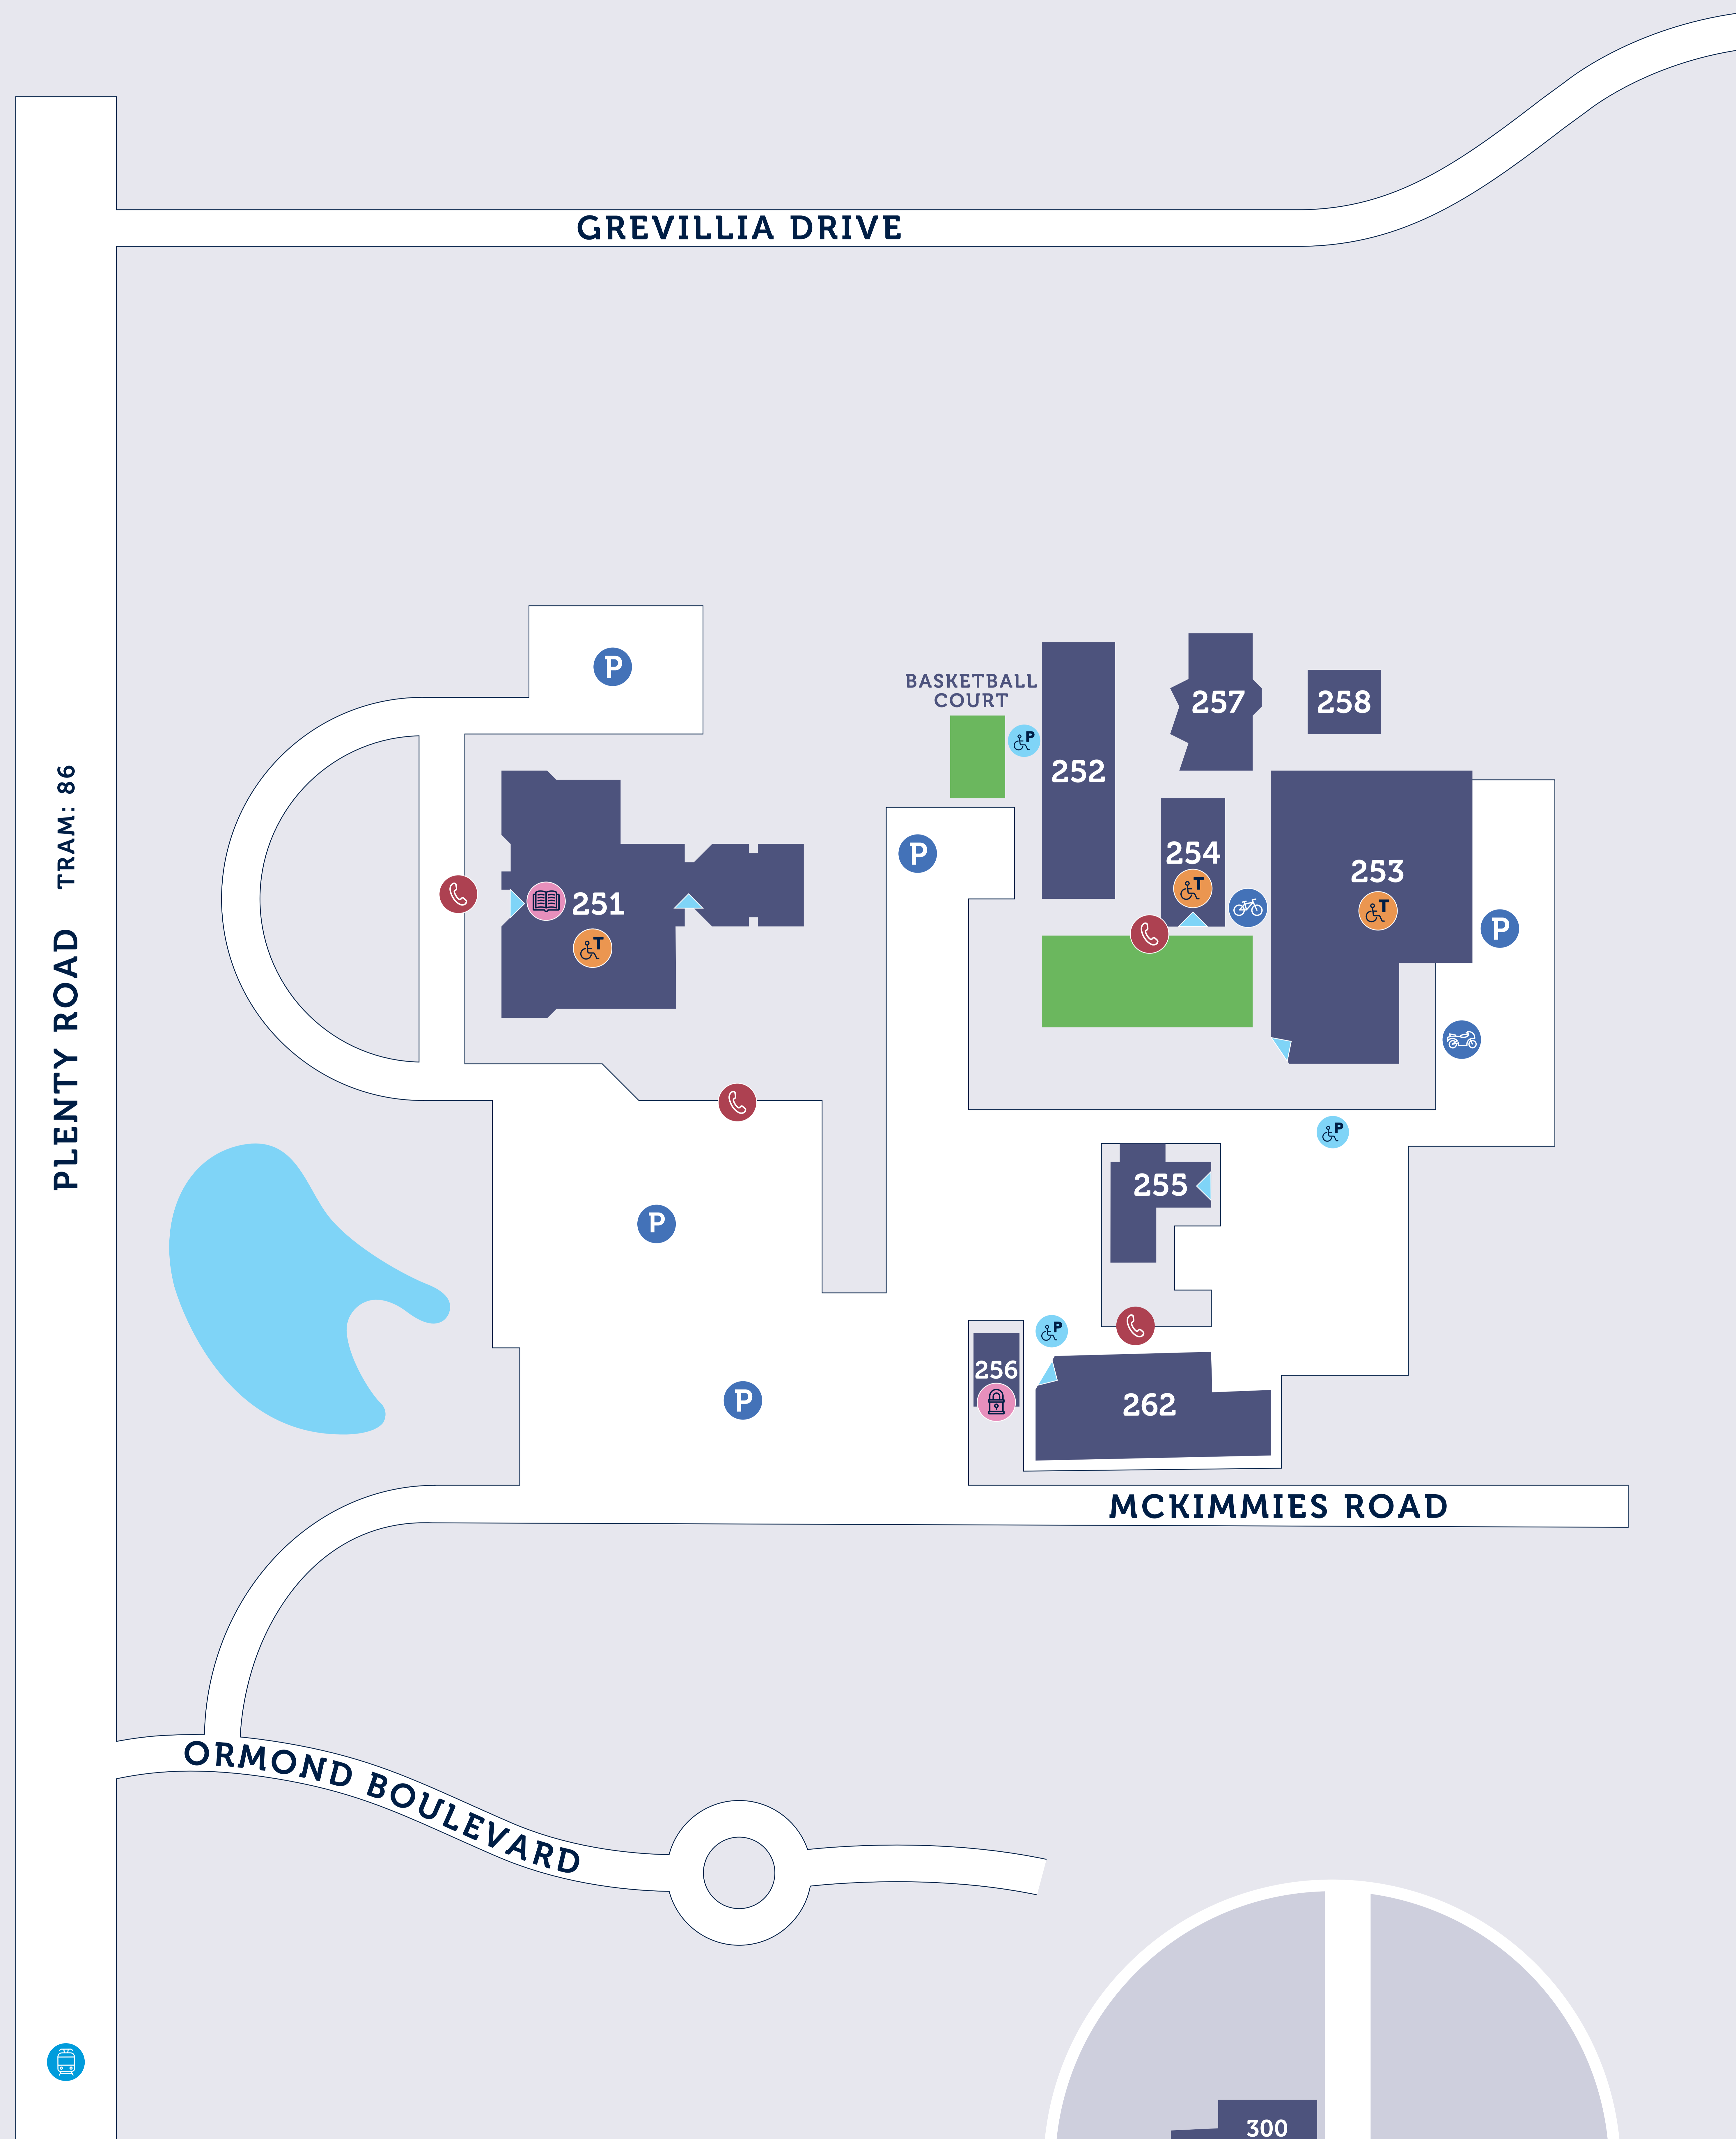 GREVILLIA DRIVE
PLENTY ROAD TRAM: 86
P
BASKETBALL
COURT
P
252
257
258
P
254
T
253
T
P
251
T
P
255
P
P
P
256
262
MCKIMMIES ROAD
ORMOND BOULEVARD
300